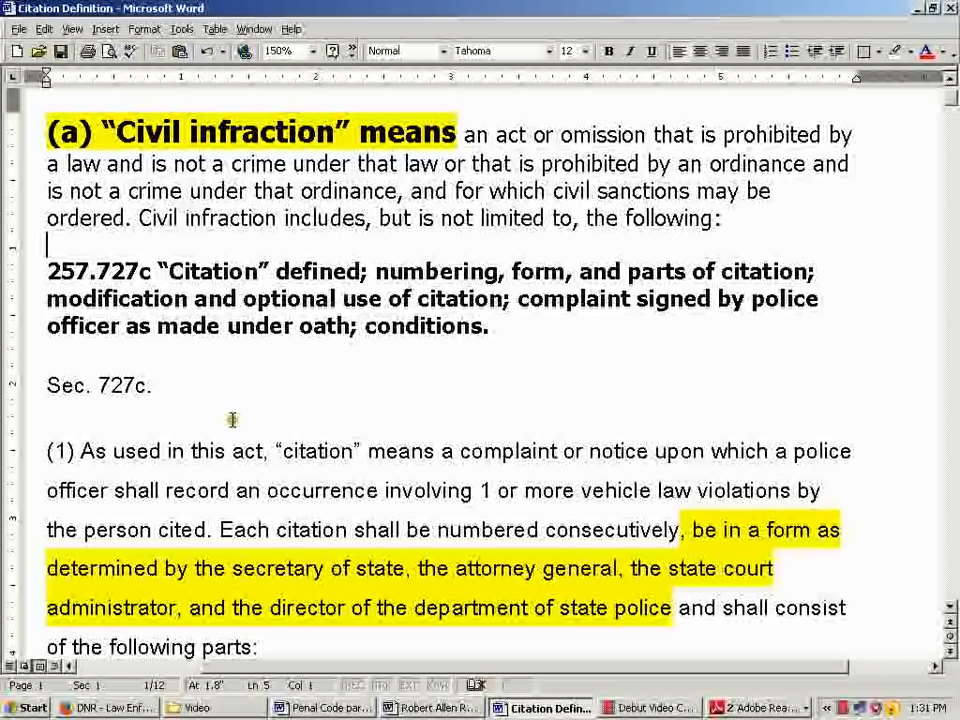 Citation Definition - Microsoft Word
File Edit View Insert Format Tools Table Window Help
150% Normal Tahoma 12 B I U A
1 2 3 4 5
(a) “Civil infraction” means an act or omission that is prohibited by
a law and is not a crime under that law or that is prohibited by an ordinance and
is not a crime under that ordinance, and for which civil sanctions may be
ordered. Civil infraction includes, but is not limited to, the following:
257.727c “Citation” defined; numbering, form, and parts of citation;
modification and optional use of citation; complaint signed by police
officer as made under oath; conditions.
Sec. 727c.
(1) As used in this act, “citation” means a complaint or notice upon which a police
officer shall record an occurrence involving 1 or more vehicle law violations by
the person cited. Each citation shall be numbered consecutively, be in a form as
determined by the secretary of state, the attorney general, the state court
administrator, and the director of the department of state police and shall consist
of the following parts:
Page 1 Sec 1 1/12 At 1.8" Ln 5 Col 1 REC TRK EXT OVR
Start DNR - Law Enf... Video Penal Code par... Robert Allen R... Citation Defin... Debut Video C... 2 Adobe Rea... 1:31 PM